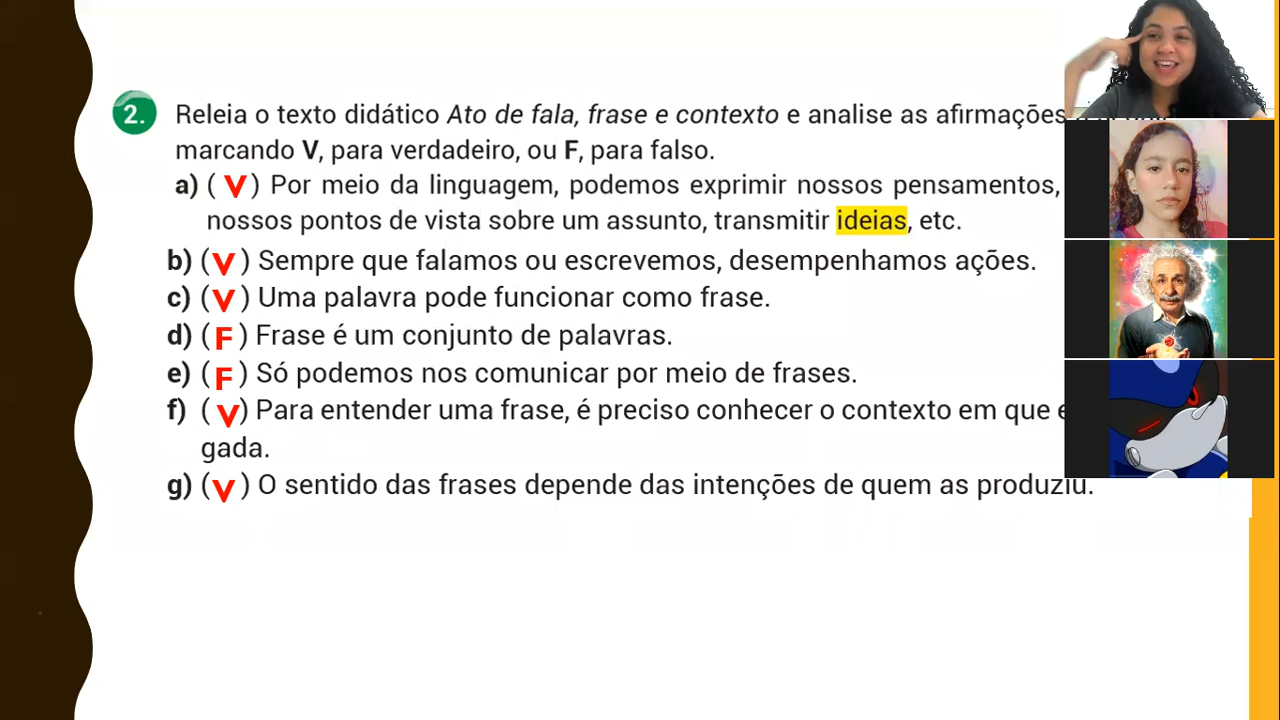 2. Releia o texto didático Ato de fala, frase e contexto e analise as afirmações
marcando V, para verdadeiro, ou F, para falso.
a) ( V ) Por meio da linguagem, podemos exprimir nossos pensamentos,
nossos pontos de vista sobre um assunto, transmitir ideias, etc.
b) ( V ) Sempre que falamos ou escrevemos, desempenhamos ações.
c) ( V ) Uma palavra pode funcionar como frase.
d) ( F ) Frase é um conjunto de palavras.
e) ( F ) Só podemos nos comunicar por meio de frases.
f) ( V ) Para entender uma frase, é preciso conhecer o contexto em que
gada.
g) ( V ) O sentido das frases depende das intenções de quem as produziu.